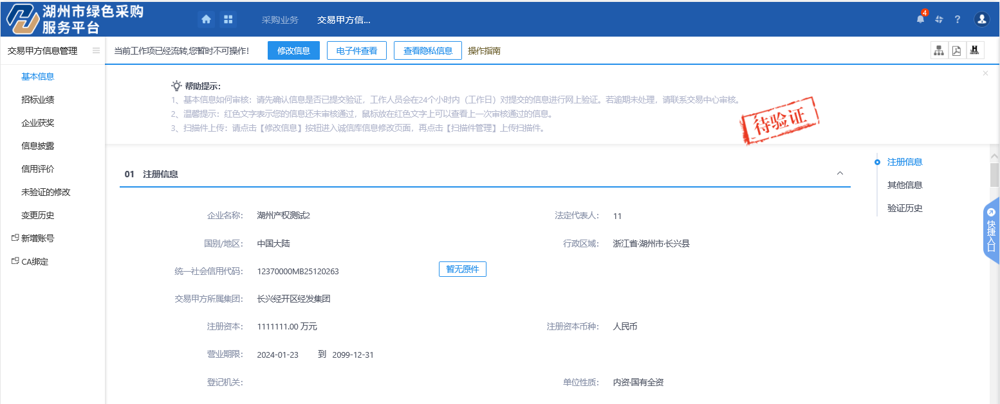 湖州市绿色采购
服务平台
采购业务
交易甲方信...
4
?
交易甲方信息管理
当前工作项已经流转,您暂时不可操作!
修改信息
电子件查看
查看隐私信息
操作指南
基本信息
招标业绩
企业获奖
信息披露
信用评价
未验证的修改
变更历史
新增账号
CA绑定
帮助提示:
1、基本信息如何审核：请先确认信息是否已提交验证，工作人员会在24个小时内（工作日）对提交的信息进行网上验证。若逾期未处理，请联系交易中心审核。
2、温馨提示：红色文字表示您的信息还未审核通过，鼠标放在红色文字上可以查看上一次审核通过的信息。
3、扫描件上传：请点击【修改信息】按钮进入诚信库信息修改页面，再点击【扫描件管理】上传扫描件。
待验证
01 注册信息
企业名称： 湖州产权测试2 法定代表人： 11
国别/地区： 中国大陆 行政区域： 浙江省·湖州市·长兴县
统一社会信用代码： 12370000MB25120263 暂无原件
交易甲方所属集团： 长兴经开区经发集团
注册资本： 1111111.00 万元 注册资本币种： 人民币
营业期限： 2024-01-23 到 2099-12-31
登记机关： 单位性质： 内资·国有全资
注册信息
其他信息
验证历史
快捷入口